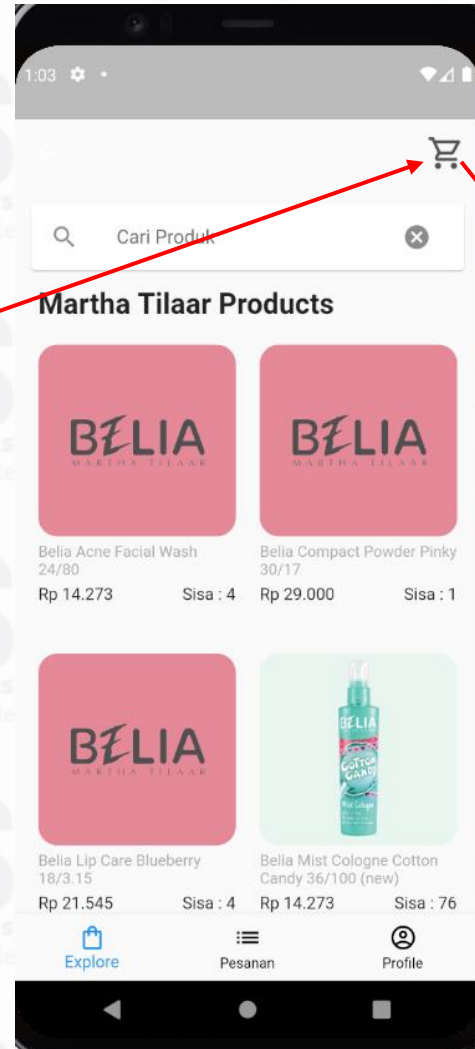 1:03
Cari Produk
Martha Tilaar Products
BELIA
MARTHA TILAAR
BELIA
MARTHA TILAAR
Belia Acne Facial Wash
24/80
Rp 14.273
Sisa : 4
Belia Compact Powder Pinky
30/17
Rp 29.000
Sisa : 1
BELIA
MARTHA TILAAR
BELIA
COTTON
CANDY
Mist Cologne
Belia Lip Care Blueberry
18/3.15
Rp 21.545
Sisa : 4
Belia Mist Cologne Cotton
Candy 36/100 (new)
Rp 14.273
Sisa : 76
Explore
Pesanan
Profile